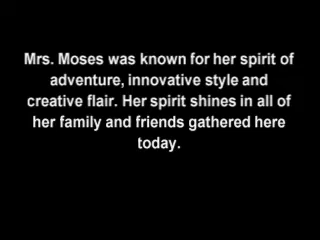 Mrs. Moses was known for her spirit of
adventure, innovative style and
creative flair. Her spirit shines in all of
her family and friends gathered here
today.